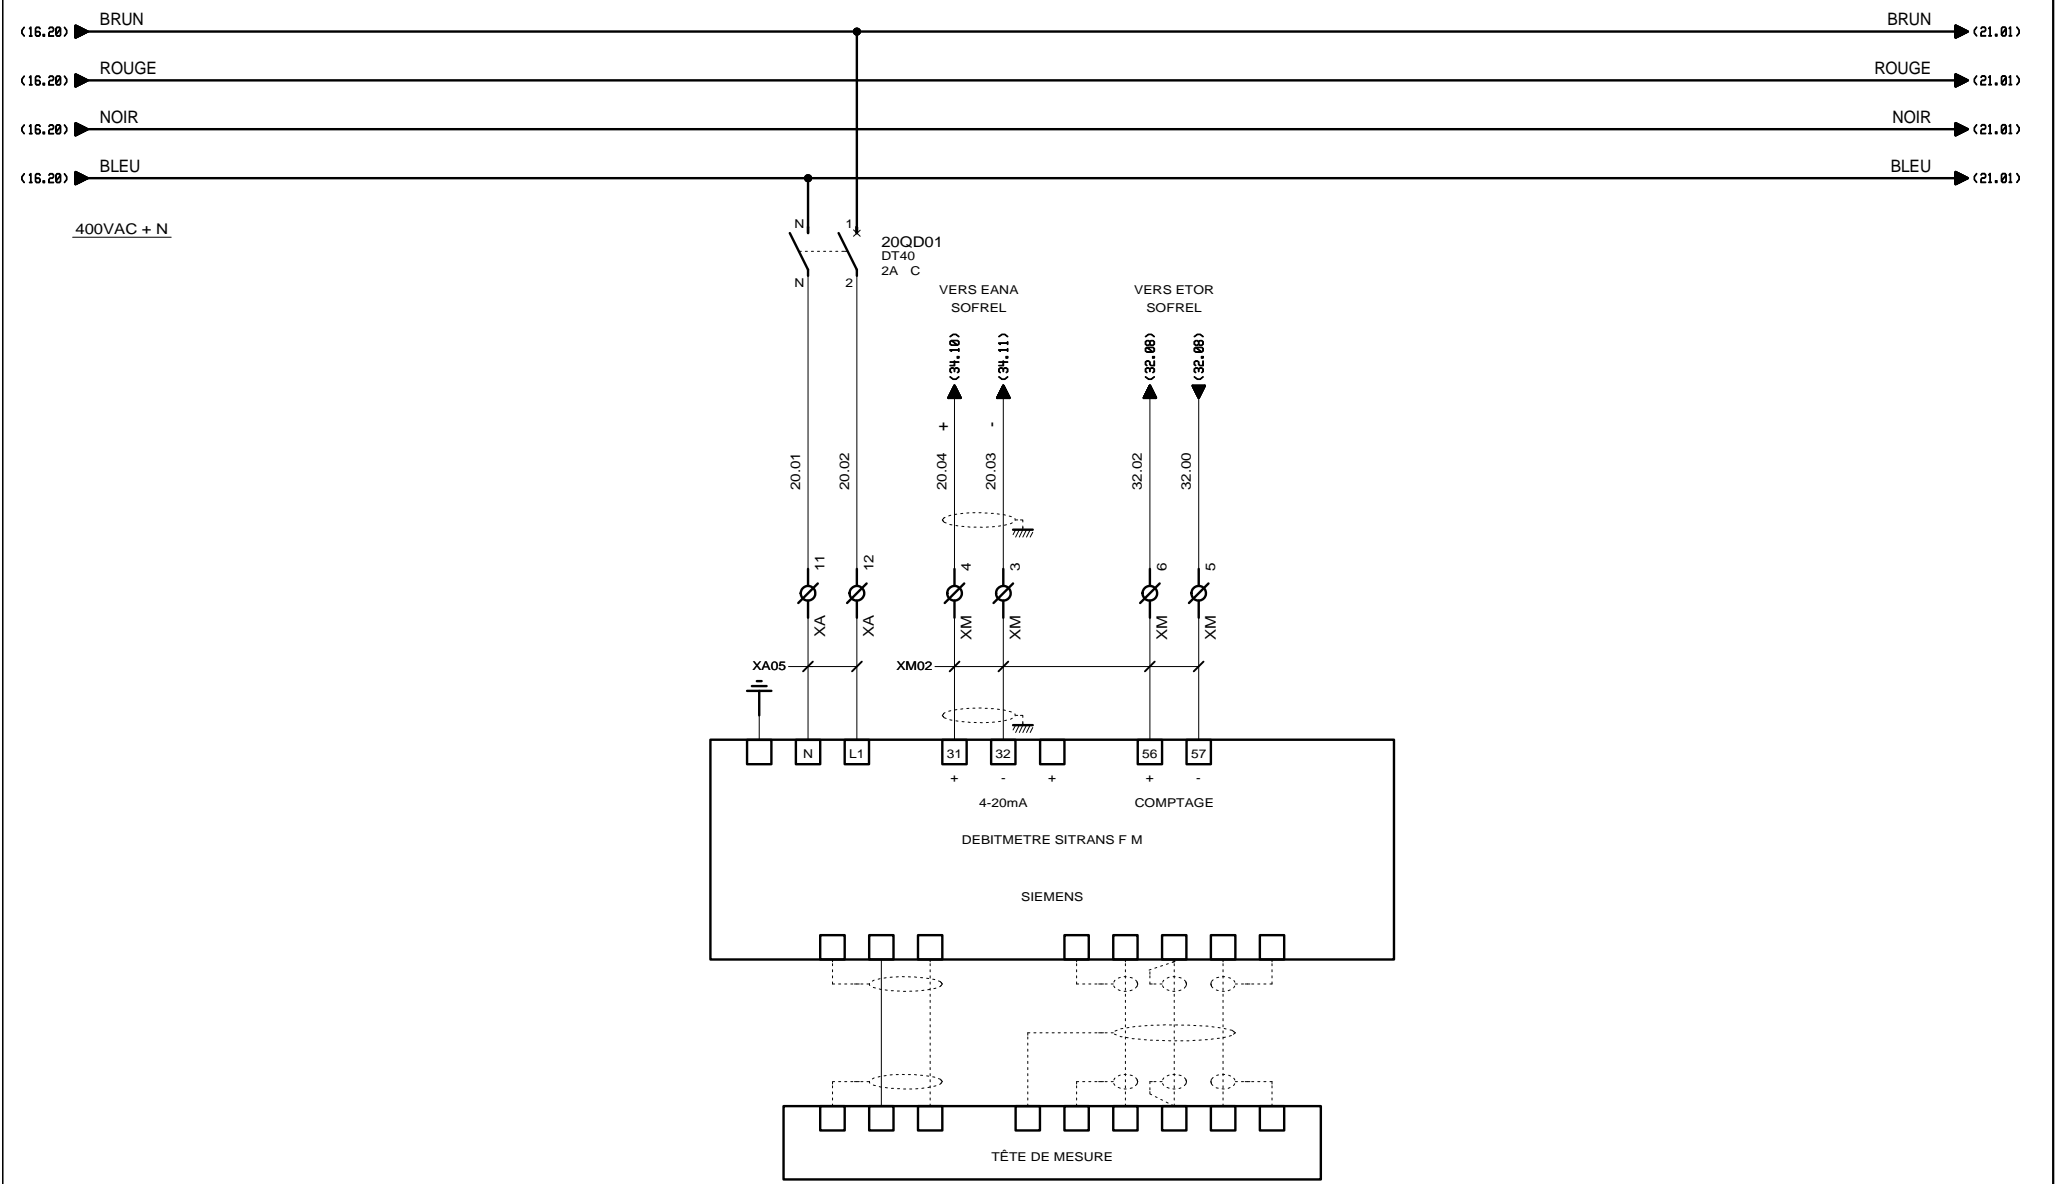 BRUN BRUN
(16.20) (21.01)
ROUGE ROUGE
(16.20) (21.01)
NOIR NOIR
(16.20) (21.01)
BLEU BLEU
(16.20) (21.01)
400VAC + N
N 1
20QD01
DT40
2A C
N 2
VERS EANA
SOFREL
VERS ETOR
SOFREL
(34.10) (34.11) (32.08) (32.08)
+ -
20.01 20.02 20.04 20.03 32.02 32.00
11 12 4 3 6 5
XA XA XM XM XM XM
XA05 XM02
N L1 31 32 56 57
+ - + + -
4-20mA COMPTAGE
DEBITMETRE SITRANS F M
SIEMENS
TÊTE DE MESURE